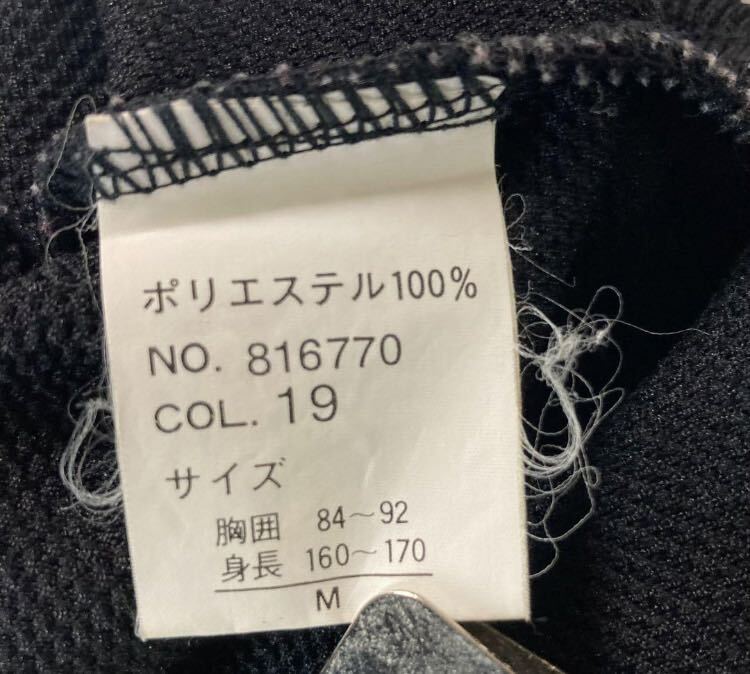 ポリエステル100%
NO. 816770
COL. 19
サイズ
胸囲 84〜92
身長 160〜170
M